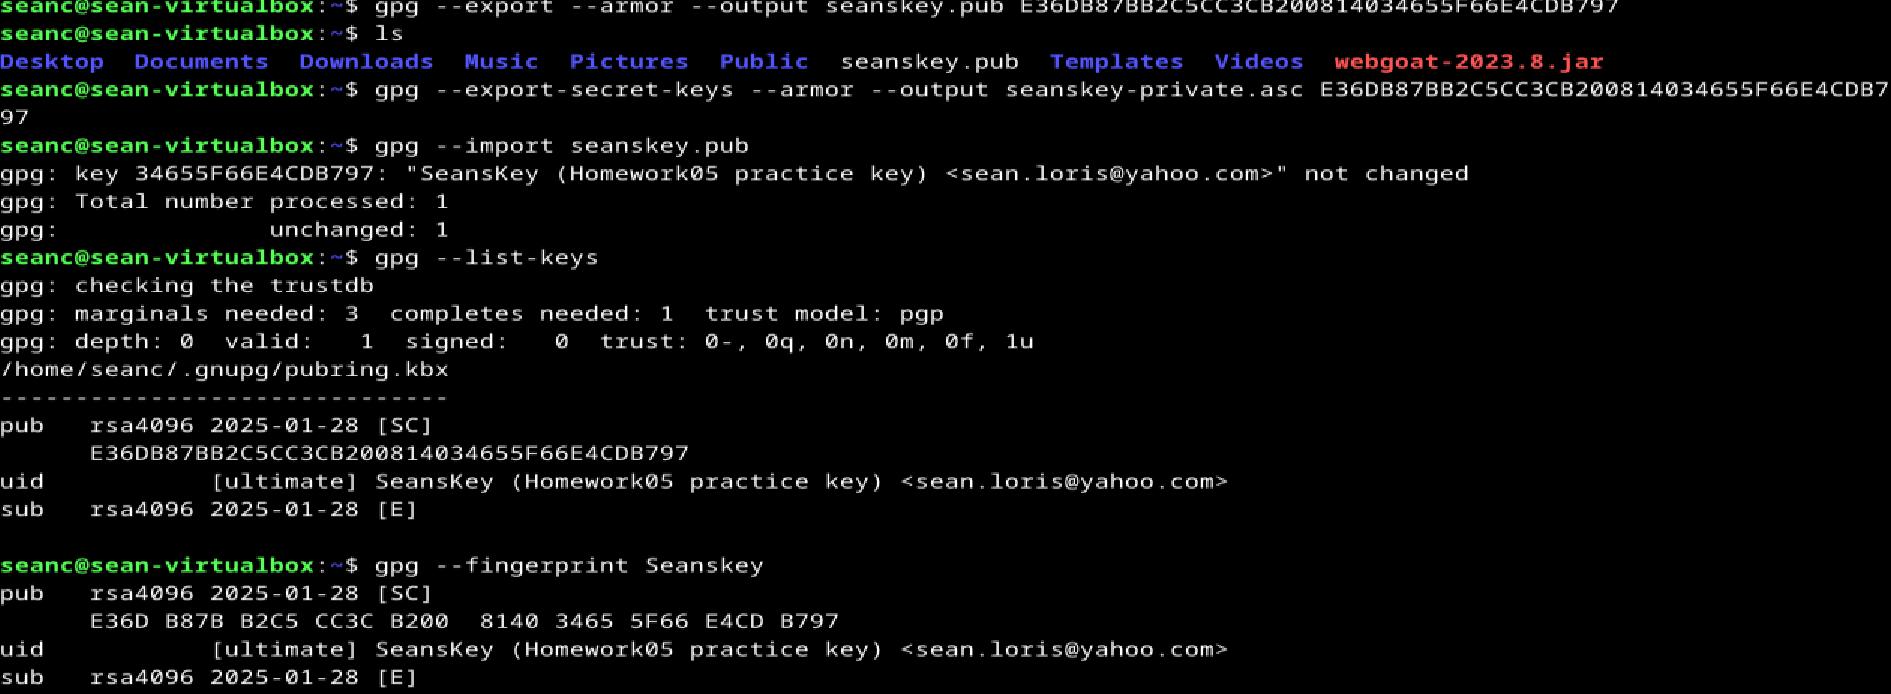 seanc@sean-virtualbox:~$ gpg --export --armor --output seanskey.pub E36DB87BB2C5CC3CB200814034655F66E4CDB797
seanc@sean-virtualbox:~$ ls
Desktop  Documents  Downloads  Music  Pictures  Public  seanskey.pub  Templates  Videos  webgoat-2023.8.jar
seanc@sean-virtualbox:~$ gpg --export-secret-keys --armor --output seanskey-private.asc E36DB87BB2C5CC3CB200814034655F66E4CDB7
97
seanc@sean-virtualbox:~$ gpg --import seanskey.pub
gpg: key 34655F66E4CDB797: "SeansKey (Homework05 practice key) <sean.loris@yahoo.com>" not changed
gpg: Total number processed: 1
gpg:              unchanged: 1
seanc@sean-virtualbox:~$ gpg --list-keys
gpg: checking the trustdb
gpg: marginals needed: 3  completes needed: 1  trust model: pgp
gpg: depth: 0  valid:   1  signed:   0  trust: 0-, 0q, 0n, 0m, 0f, 1u
/home/seanc/.gnupg/pubring.kbx
------------------------------
pub   rsa4096 2025-01-28 [SC]
      E36DB87BB2C5CC3CB200814034655F66E4CDB797
uid           [ultimate] SeansKey (Homework05 practice key) <sean.loris@yahoo.com>
sub   rsa4096 2025-01-28 [E]
seanc@sean-virtualbox:~$ gpg --fingerprint Seanskey
pub   rsa4096 2025-01-28 [SC]
      E36D B87B B2C5 CC3C B200  8140 3465 5F66 E4CD B797
uid           [ultimate] SeansKey (Homework05 practice key) <sean.loris@yahoo.com>
sub   rsa4096 2025-01-28 [E]